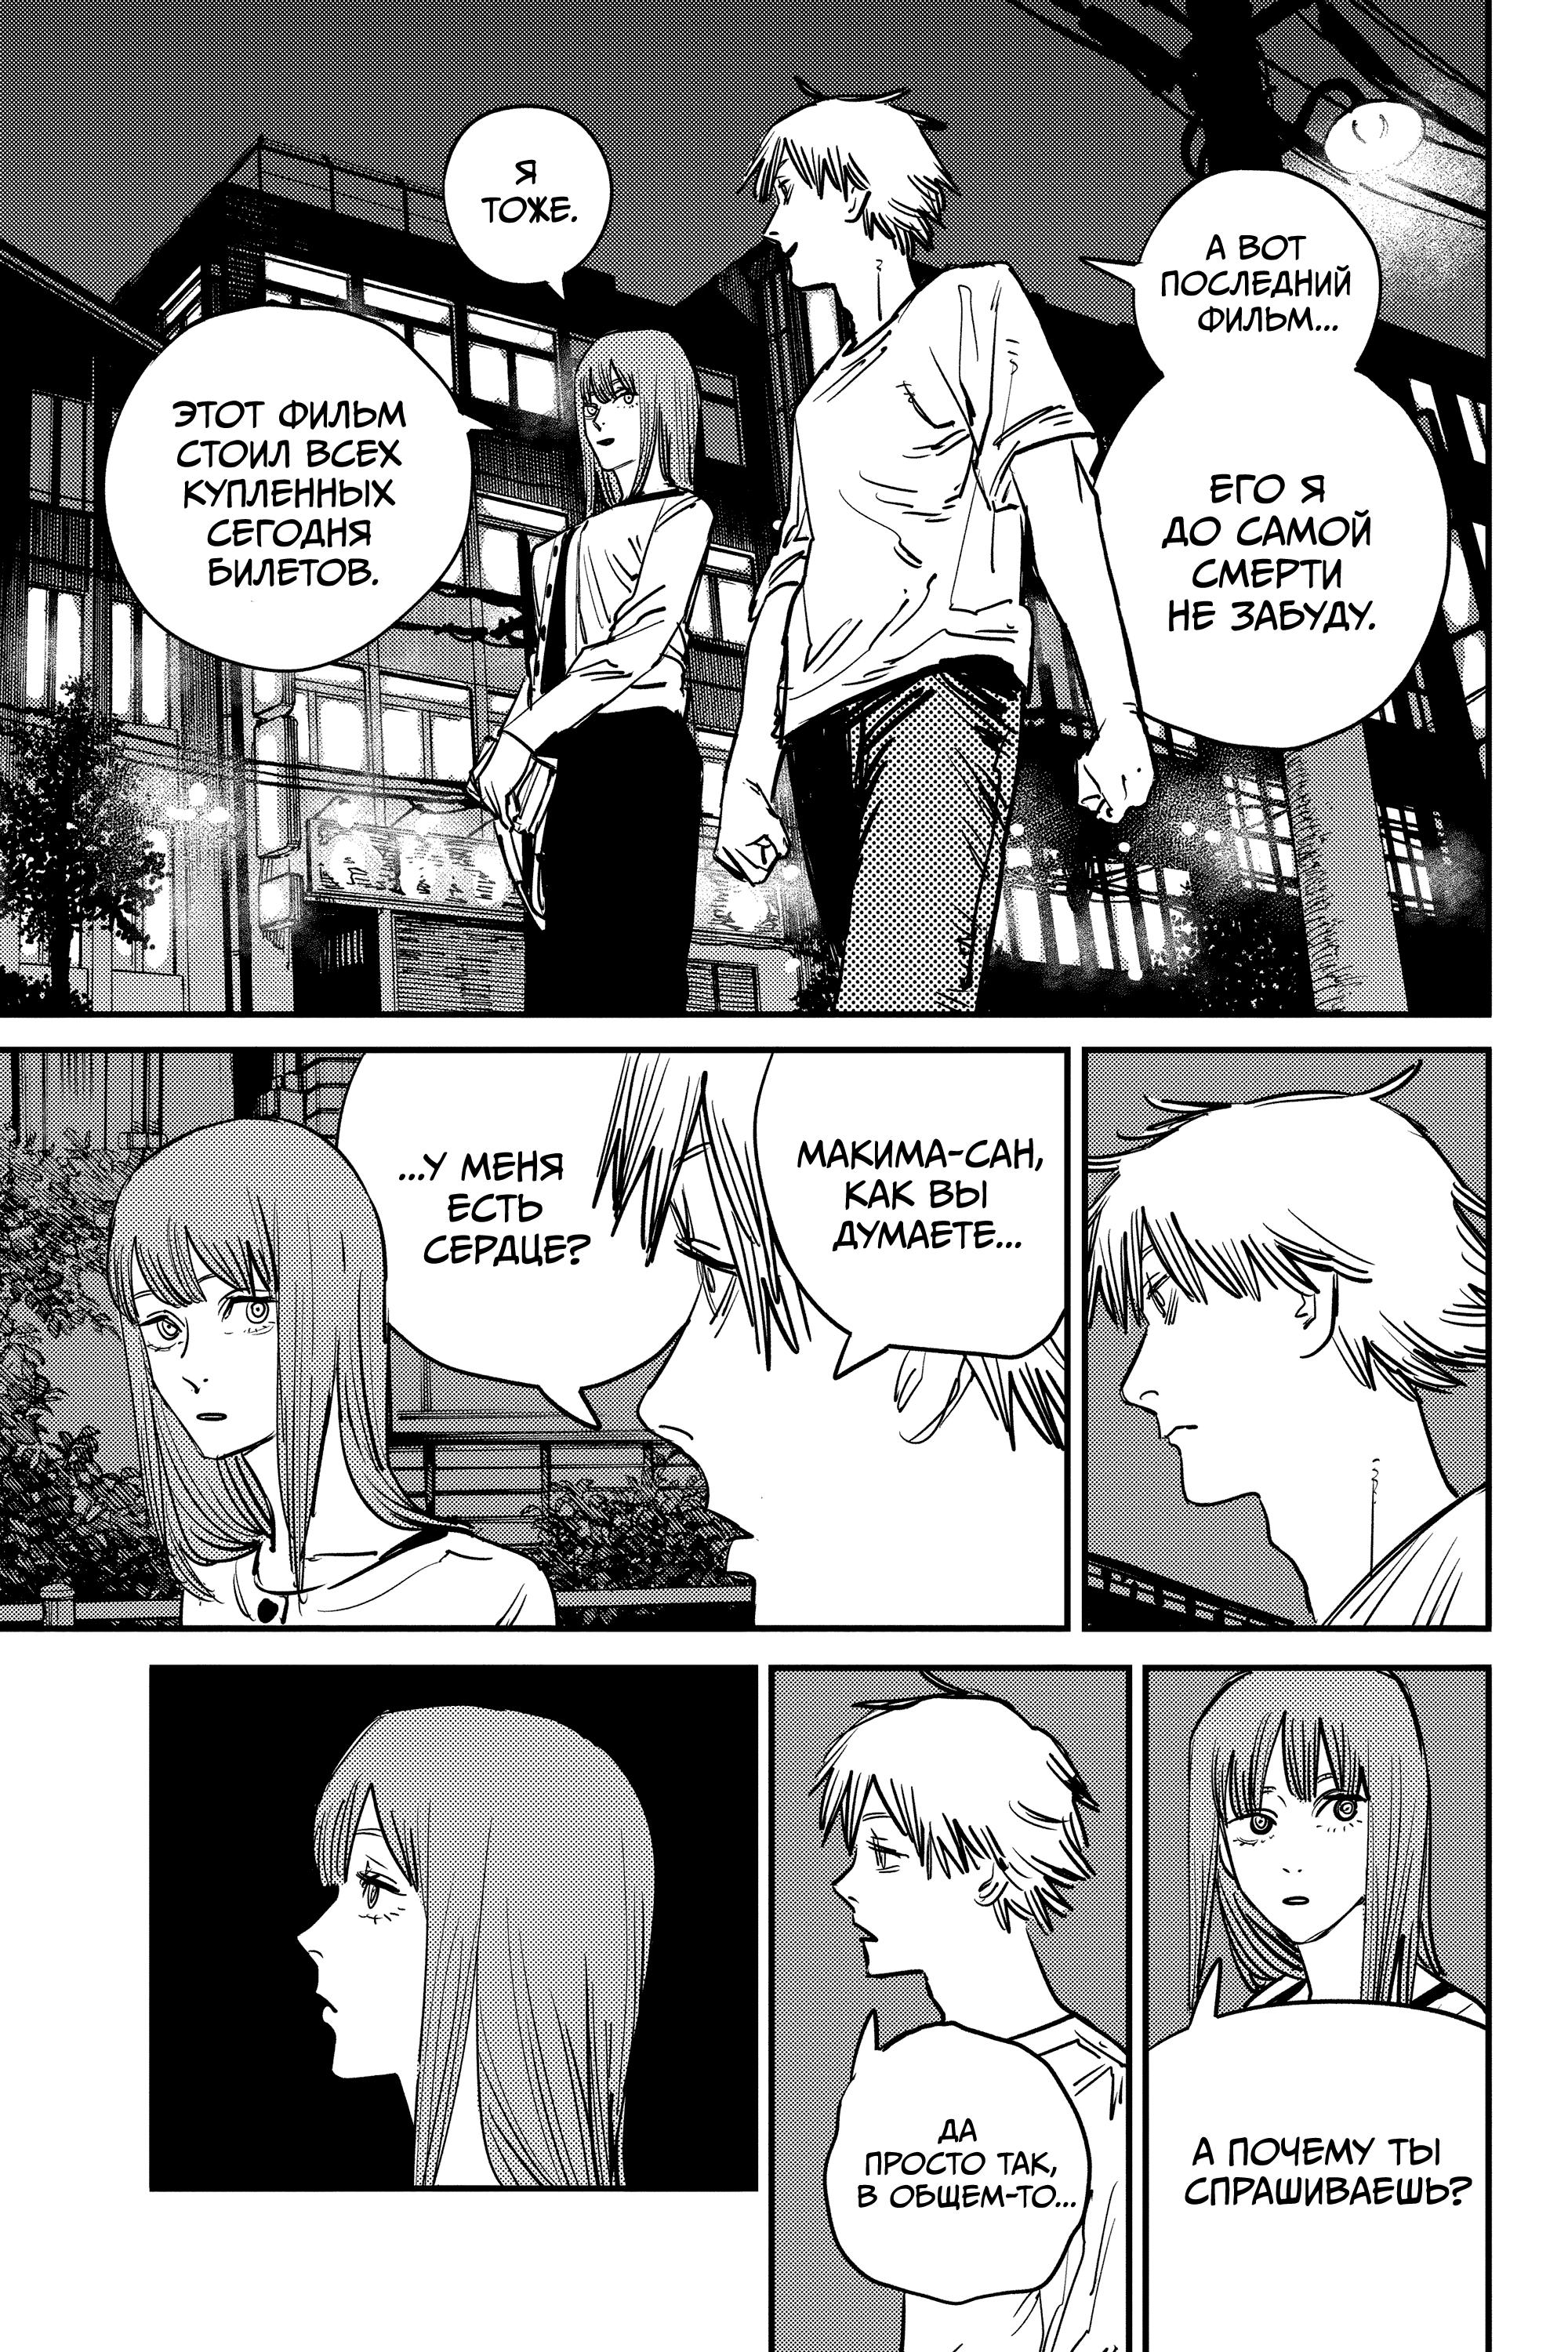 А ВОТ
ПОСЛЕДНИЙ
ФИЛЬМ...
ЕГО Я
ДО САМОЙ
СМЕРТИ
НЕ ЗАБУДУ.
Я
ТОЖЕ.
ЭТОТ ФИЛЬМ
СТОИЛ ВСЕХ
КУПЛЕННЫХ
СЕГОДНЯ
БИЛЕТОВ.
МАКИМА-САН,
КАК ВЫ
ДУМАЕТЕ...
...У МЕНЯ
ЕСТЬ
СЕРДЦЕ?
А ПОЧЕМУ ТЫ
СПРАШИВАЕШЬ?
ДА
ПРОСТО ТАК,
В ОБЩЕМ-ТО...